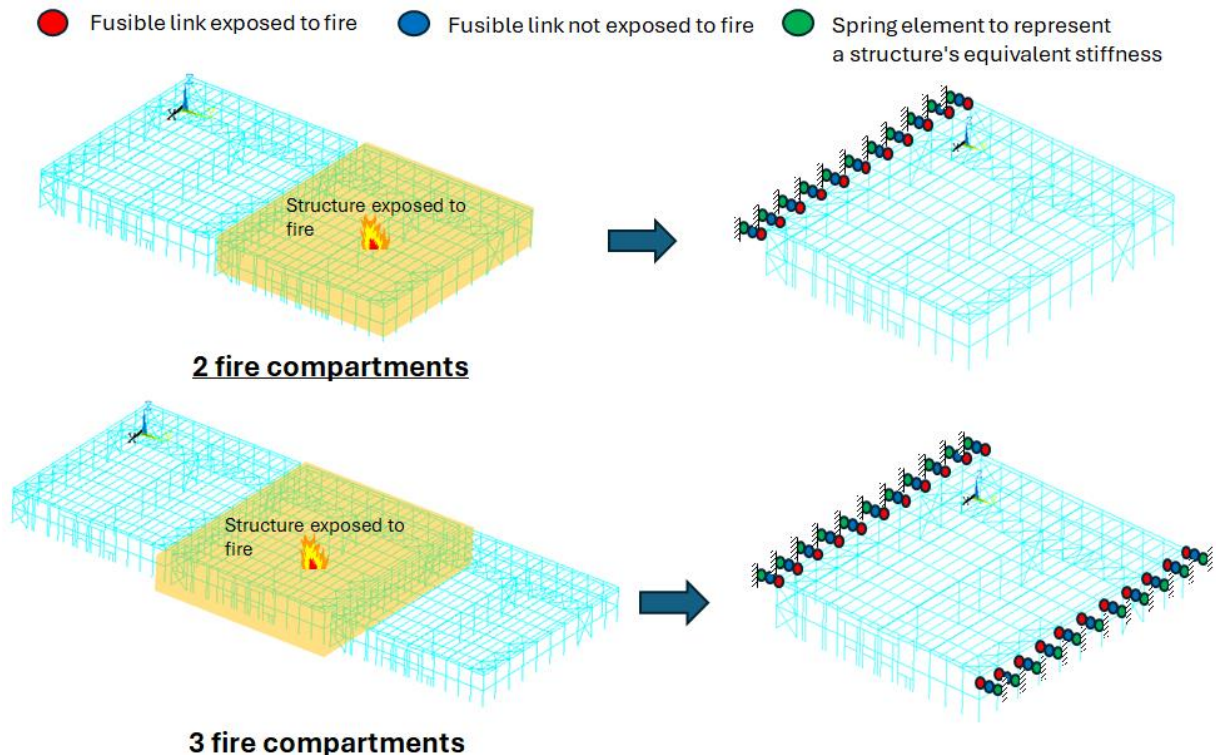 Fusible link exposed to fire
Fusible link not exposed to fire
Spring element to represent
a structure's equivalent stiffness
Structure exposed to
fire
2 fire compartments
Structure exposed to
fire
3 fire compartments